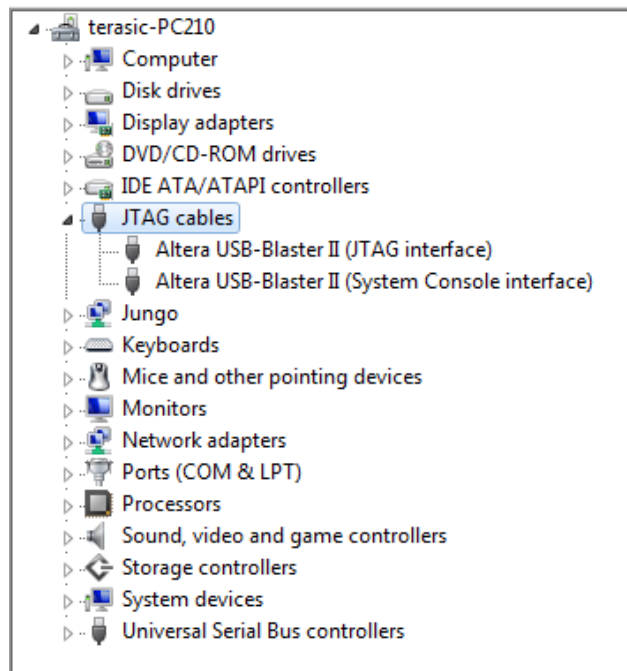 terasic-PC210
Computer
Disk drives
Display adapters
DVD/CD-ROM drives
IDE ATA/ATAPI controllers
JTAG cables
Altera USB-Blaster II (JTAG interface)
Altera USB-Blaster II (System Console interface)
Jungo
Keyboards
Mice and other pointing devices
Monitors
Network adapters
Ports (COM & LPT)
Processors
Sound, video and game controllers
Storage controllers
System devices
Universal Serial Bus controllers